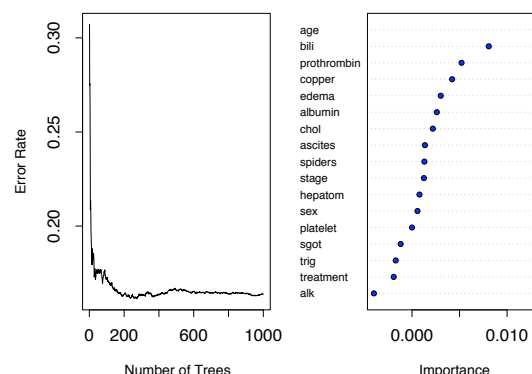 0.30
0.25
0.20
Error Rate
0 200 600 1000
Number of Trees
age
bili
prothrombin
copper
edema
albumin
chol
ascites
spiders
stage
hepatom
sex
platelet
sgot
trig
treatment
alk
0.000 0.010
Importance